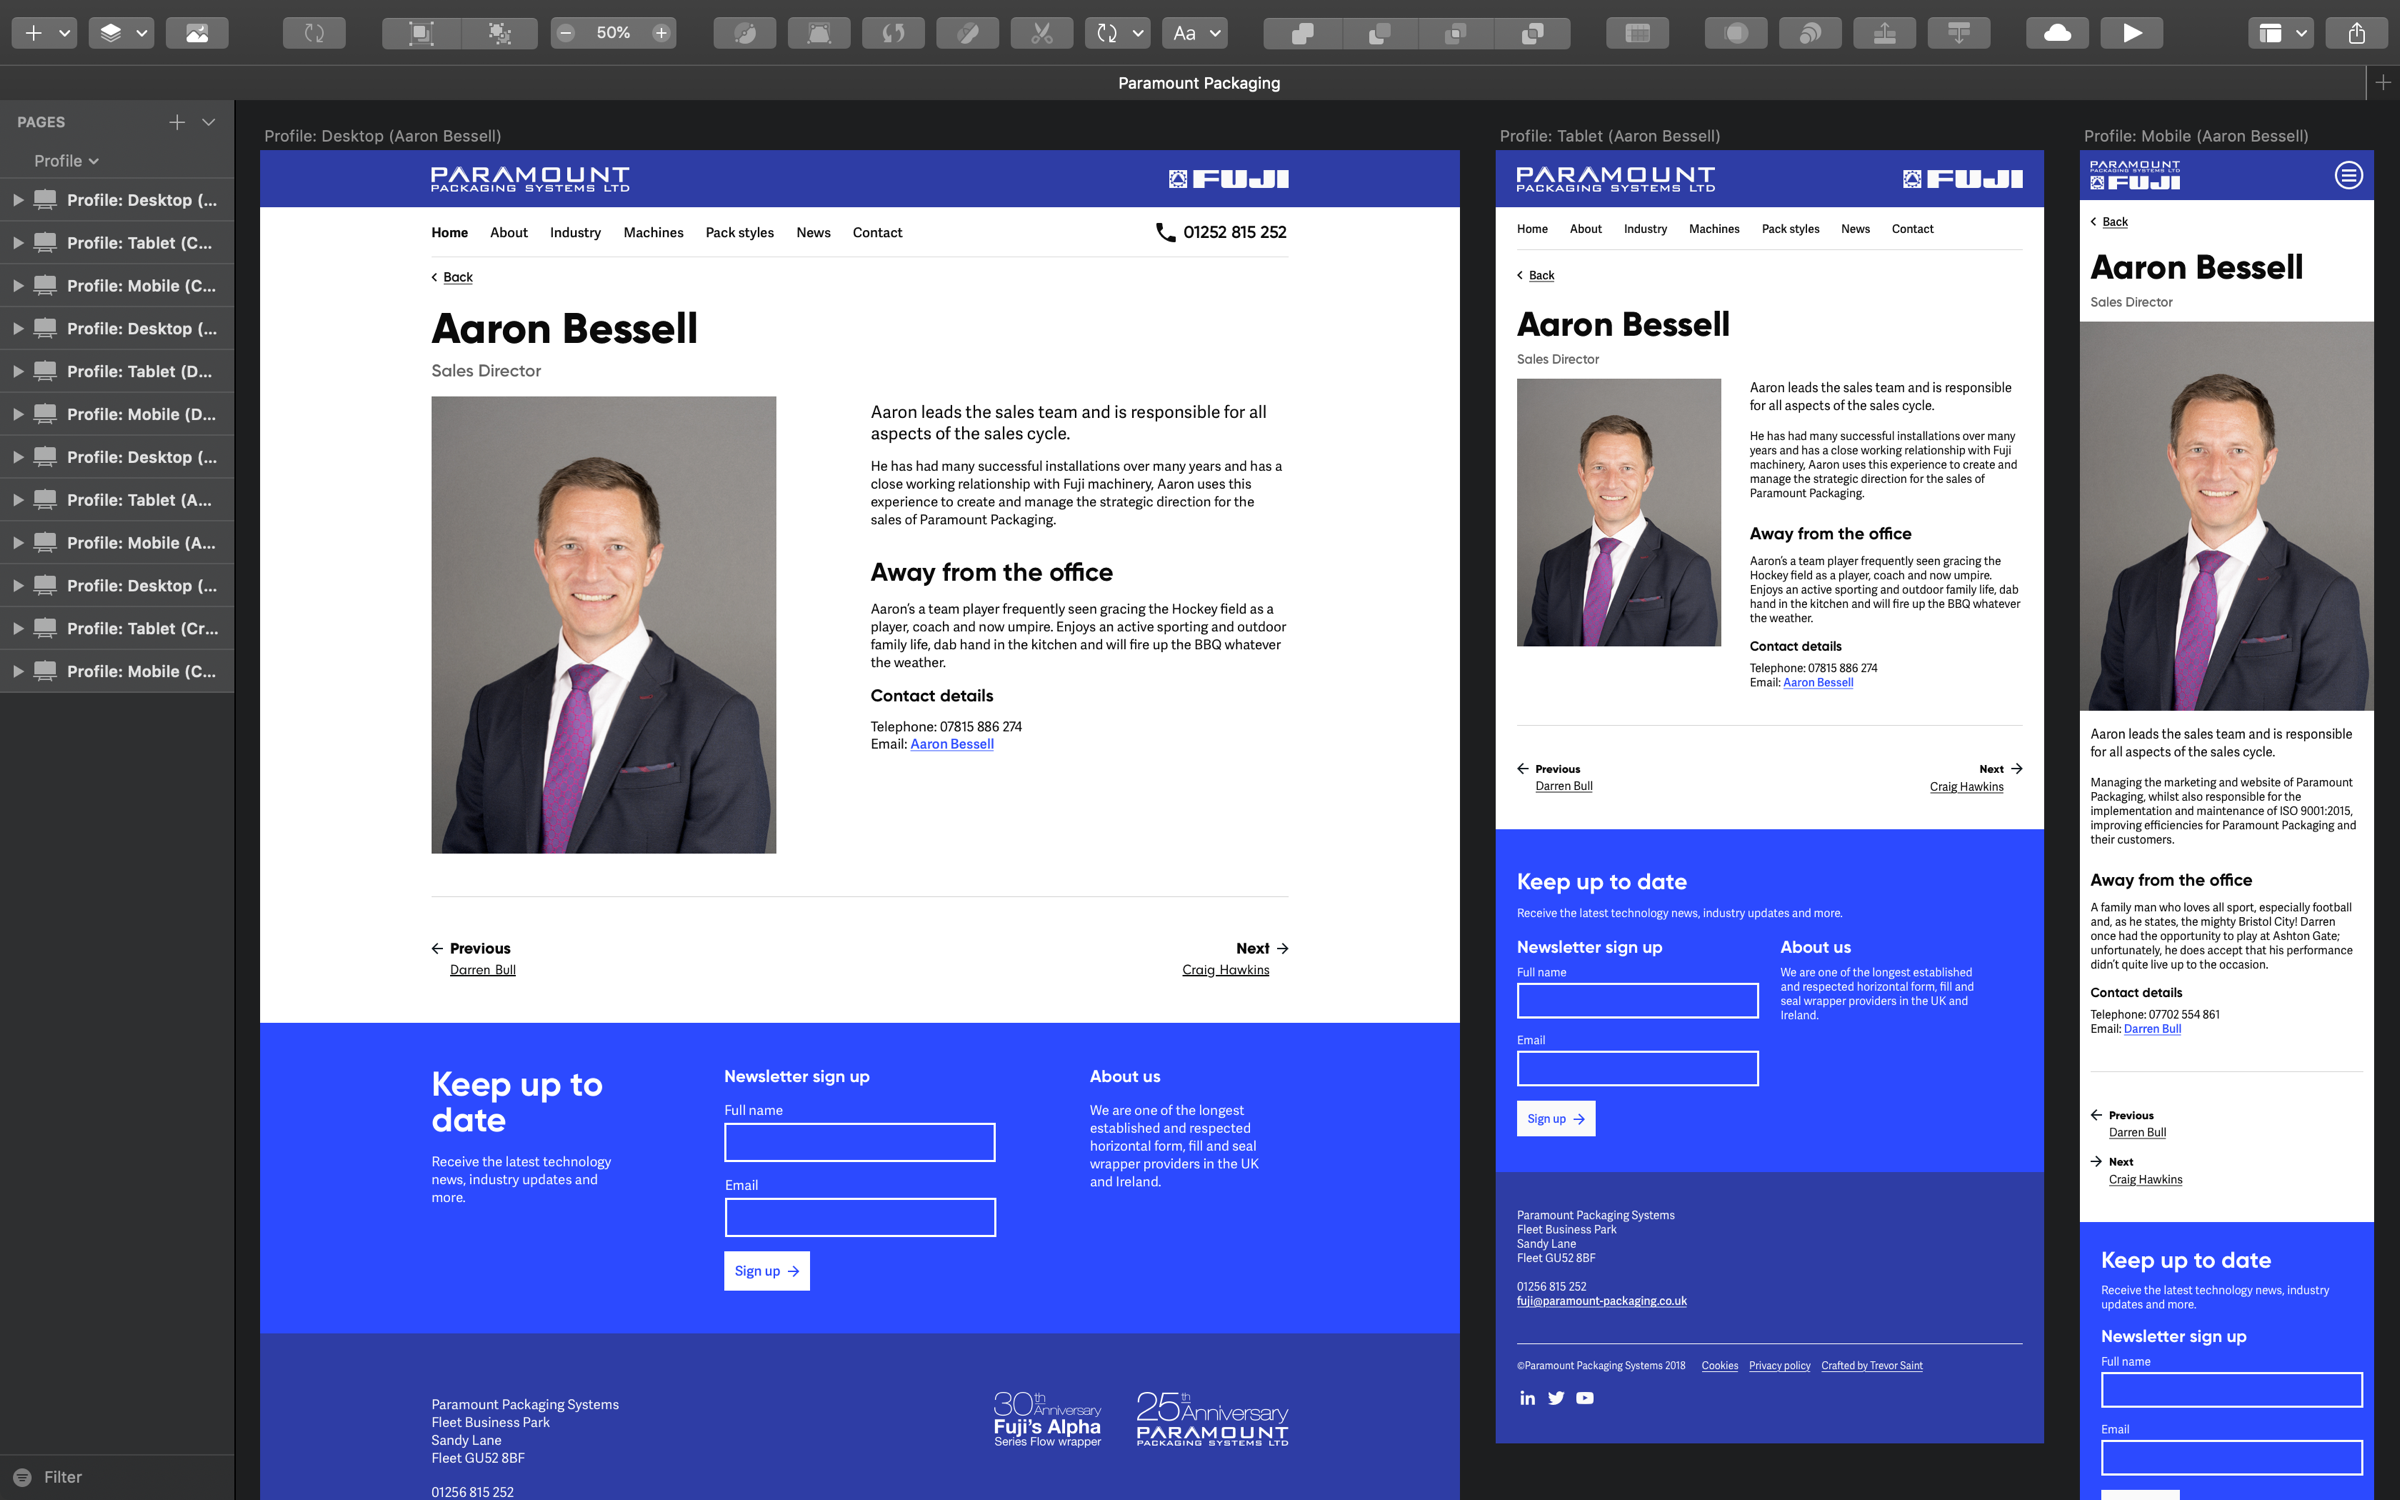 50%
Aa
Paramount Packaging
PAGES
Profile
Profile: Desktop (...
Profile: Tablet (C...
Profile: Mobile (C...
Profile: Desktop (...
Profile: Tablet (D...
Profile: Mobile (D...
Profile: Desktop (...
Profile: Tablet (A...
Profile: Mobile (A...
Profile: Desktop (...
Profile: Tablet (Cr...
Profile: Mobile (C...
Filter
Profile: Desktop (Aaron Bessell)
PARAMOUNT
PACKAGING SYSTEMS LTD
FUJI
Home About Industry Machines Pack styles News Contact
01252 815 252
Back
Aaron Bessell
Sales Director
Aaron leads the sales team and is responsible for all
aspects of the sales cycle.
He has had many successful installations over many years and has a
close working relationship with Fuji machinery, Aaron uses this
experience to create and manage the strategic direction for the
sales of Paramount Packaging.
Away from the office
Aaron’s a team player frequently seen gracing the Hockey field as a
player, coach and now umpire. Enjoys an active sporting and outdoor
family life, dab hand in the kitchen and will fire up the BBQ whatever
the weather.
Contact details
Telephone: 07815 886 274
Email: Aaron Bessell
Previous
Darren Bull
Next
Craig Hawkins
Keep up to
date
Receive the latest technology
news, industry updates and
more.
Newsletter sign up
Full name
Email
Sign up
About us
We are one of the longest
established and respected
horizontal form, fill and seal
wrapper providers in the UK
and Ireland.
Paramount Packaging Systems
Fleet Business Park
Sandy Lane
Fleet GU52 8BF
01256 815 252
30th Anniversary
Fuji’s Alpha
Series Flow wrapper
25th Anniversary
PARAMOUNT
PACKAGING SYSTEMS LTD
Profile: Tablet (Aaron Bessell)
PARAMOUNT
PACKAGING SYSTEMS LTD
FUJI
Home About Industry Machines Pack styles News Contact
Back
Aaron Bessell
Sales Director
Aaron leads the sales team and is responsible
for all aspects of the sales cycle.
He has had many successful installations over many
years and has a close working relationship with Fuji
machinery, Aaron uses this experience to create and
manage the strategic direction for the sales of
Paramount Packaging.
Away from the office
Aaron’s a team player frequently seen gracing the
Hockey field as a player, coach and now umpire.
Enjoys an active sporting and outdoor family life, dab
hand in the kitchen and will fire up the BBQ whatever
the weather.
Contact details
Telephone: 07815 886 274
Email: Aaron Bessell
Previous
Darren Bull
Next
Craig Hawkins
Keep up to date
Receive the latest technology news, industry updates and more.
Newsletter sign up
Full name
Email
Sign up
About us
We are one of the longest established
and respected horizontal form, fill and
seal wrapper providers in the UK and
Ireland.
Paramount Packaging Systems
Fleet Business Park
Sandy Lane
Fleet GU52 8BF
01256 815 252
fuji@paramount-packaging.co.uk
©Paramount Packaging Systems 2018 Cookies Privacy policy Crafted by Trevor Saint
in
Profile: Mobile (Aaron Bessell)
PARAMOUNT
PACKAGING SYSTEMS LTD
FUJI
Back
Aaron Bessell
Sales Director
Aaron leads the sales team and is responsible
for all aspects of the sales cycle.
Managing the marketing and website of Paramount
Packaging, whilst also responsible for the
implementation and maintenance of ISO 9001:2015,
improving efficiencies for Paramount Packaging and
their customers.
Away from the office
A family man who loves all sport, especially football
and, as he states, the mighty Bristol City! Darren
once had the opportunity to play at Ashton Gate;
unfortunately, he does accept that his performance
didn’t quite live up to the occasion.
Contact details
Telephone: 07702 554 861
Email: Darren Bull
Previous
Darren Bull
Next
Craig Hawkins
Keep up to date
Receive the latest technology news, industry
updates and more.
Newsletter sign up
Full name
Email